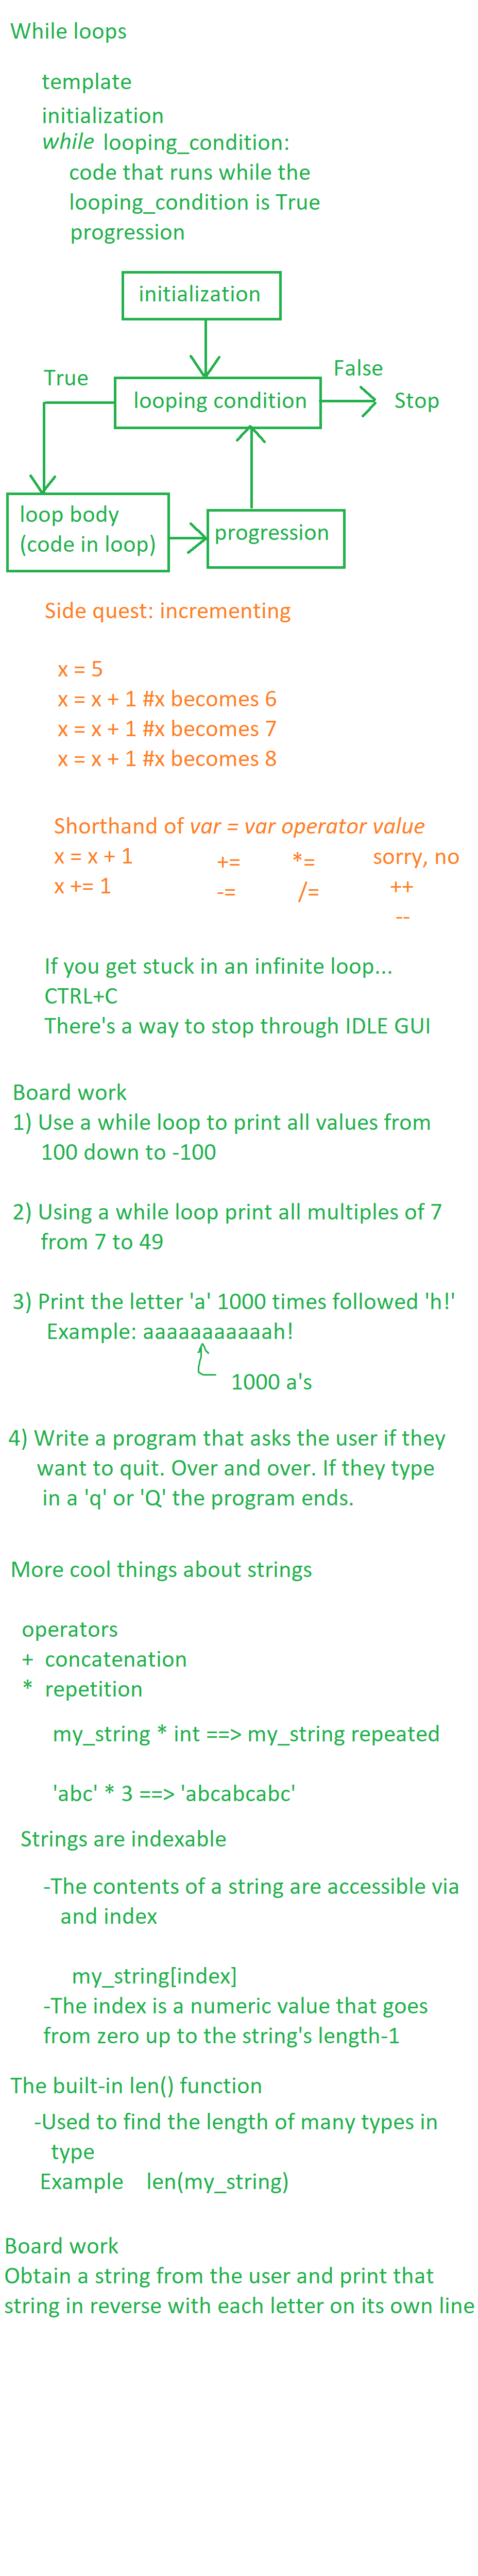 While loops
template
initialization
while looping_condition:
code that runs while the
looping_condition is True
progression
initialization
True
looping condition
False
Stop
loop body
(code in loop)
progression
Side quest: incrementing
x = 5
x = x + 1 #x becomes 6
x = x + 1 #x becomes 7
x = x + 1 #x becomes 8
Shorthand of var = var operator value
x = x + 1 += *= sorry, no
x += 1 -= /= ++
--
If you get stuck in an infinite loop...
CTRL+C
There's a way to stop through IDLE GUI
Board work
1) Use a while loop to print all values from
100 down to -100
2) Using a while loop print all multiples of 7
from 7 to 49
3) Print the letter 'a' 1000 times followed 'h!'
Example: aaaaaaaaaaah!
1000 a's
4) Write a program that asks the user if they
want to quit. Over and over. If they type
in a 'q' or 'Q' the program ends.
More cool things about strings
operators
+ concatenation
* repetition
my_string * int ==> my_string repeated
'abc' * 3 ==> 'abcabcabc'
Strings are indexable
-The contents of a string are accessible via
and index
my_string[index]
-The index is a numeric value that goes
from zero up to the string's length-1
The built-in len() function
-Used to find the length of many types in
type
Example len(my_string)
Board work
Obtain a string from the user and print that
string in reverse with each letter on its own line